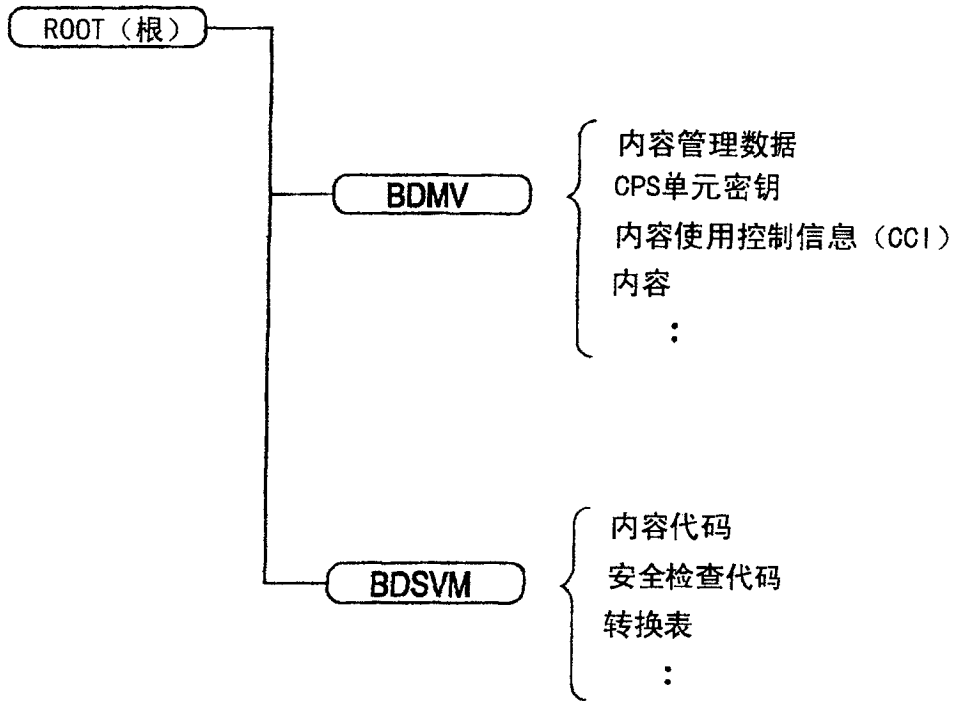 ROOT（根）
BDMV
内容管理数据
CPS单元密钥
内容使用控制信息（CCI）
内容
:
BDSVM
内容代码
安全检查代码
转换表
: